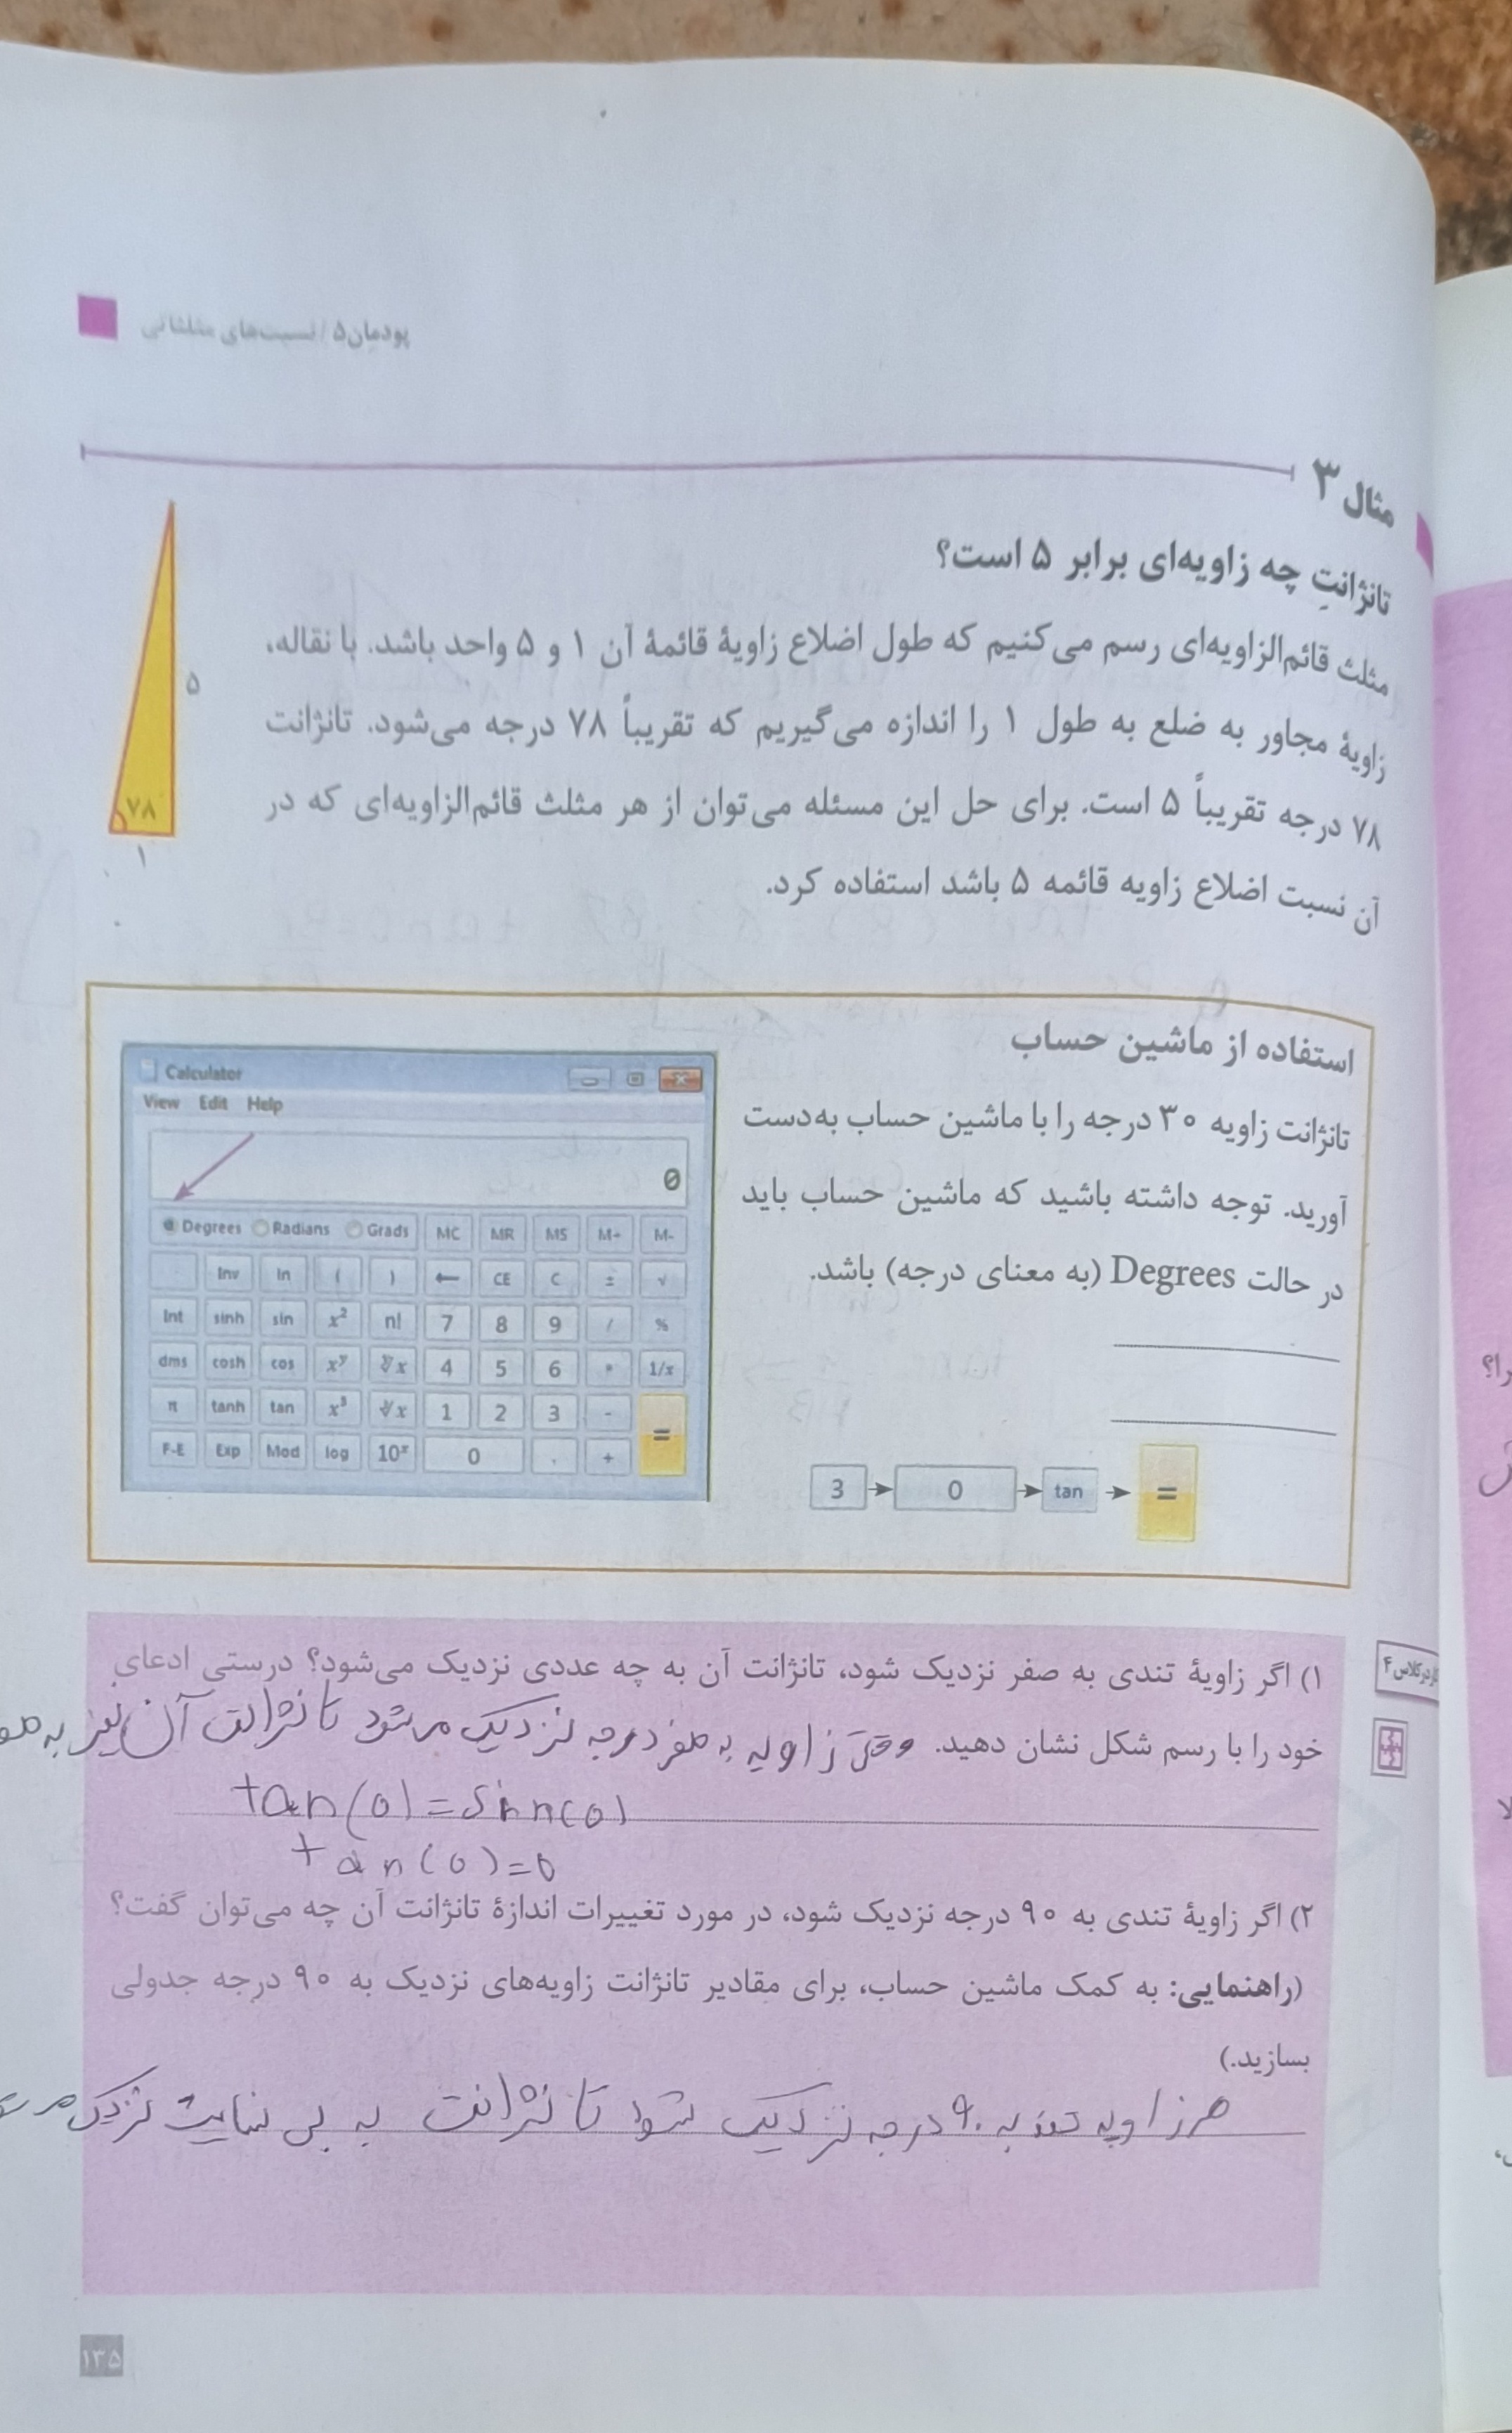 پودمان ۵ / نسبت‌های مثلثاتی
مثال ۳
تانژانتِ چه زاویه‌ای برابر ۵ است؟
مثلث قائم‌الزاویه‌ای رسم می‌کنیم که طول اضلاع زاویهٔ قائمهٔ آن ۱ و ۵ واحد باشد. با نقاله،
زاویهٔ مجاور به ضلع به طول ۱ را اندازه می‌گیریم که تقریباً ۷۸ درجه می‌شود. تانژانت
۷۸ درجه تقریباً ۵ است. برای حل این مسئله می‌توان از هر مثلث قائم‌الزاویه‌ای که در
آن نسبت اضلاع زاویه قائمه ۵ باشد استفاده کرد.
۵
۷۸
۱
استفاده از ماشین حساب
تانژانت زاویه ۳۰ درجه را با ماشین حساب به‌دست
آورید. توجه داشته باشید که ماشین حساب باید
در حالت Degrees (به معنای درجه) باشد.
3 0 tan =
Calculator
View Edit Help
0
Degrees Radians Grads MC MR MS M+ M-
Inv ln ( ) ← CE C ± √
Int sinh sin x² n! 7 8 9 / %
dms cosh cos xʸ ʸ√x 4 5 6 * 1/x
π tanh tan x³ ³√x 1 2 3 - =
F-E Exp Mod log 10ˣ 0 . +
کار در کلاس ۴
۱) اگر زاویهٔ تندی به صفر نزدیک شود، تانژانت آن به چه عددی نزدیک می‌شود؟ درستی ادعای
خود را با رسم شکل نشان دهید. وقتی زاویه به صفر درجه نزدیک می‌شود تانژانت آن نیز به
tan(0)=sin(0)
tan(0)=0
۲) اگر زاویهٔ تندی به ۹۰ درجه نزدیک شود، در مورد تغییرات اندازهٔ تانژانت آن چه می‌توان گفت؟
(راهنمایی: به کمک ماشین حساب، برای مقادیر تانژانت زاویه‌های نزدیک به ۹۰ درجه جدولی
بسازید.)
هر زاویه تند به ۹۰ درجه نزدیک شود تانژانت به بی نهایت نزدیک
۱۳۵
را؟